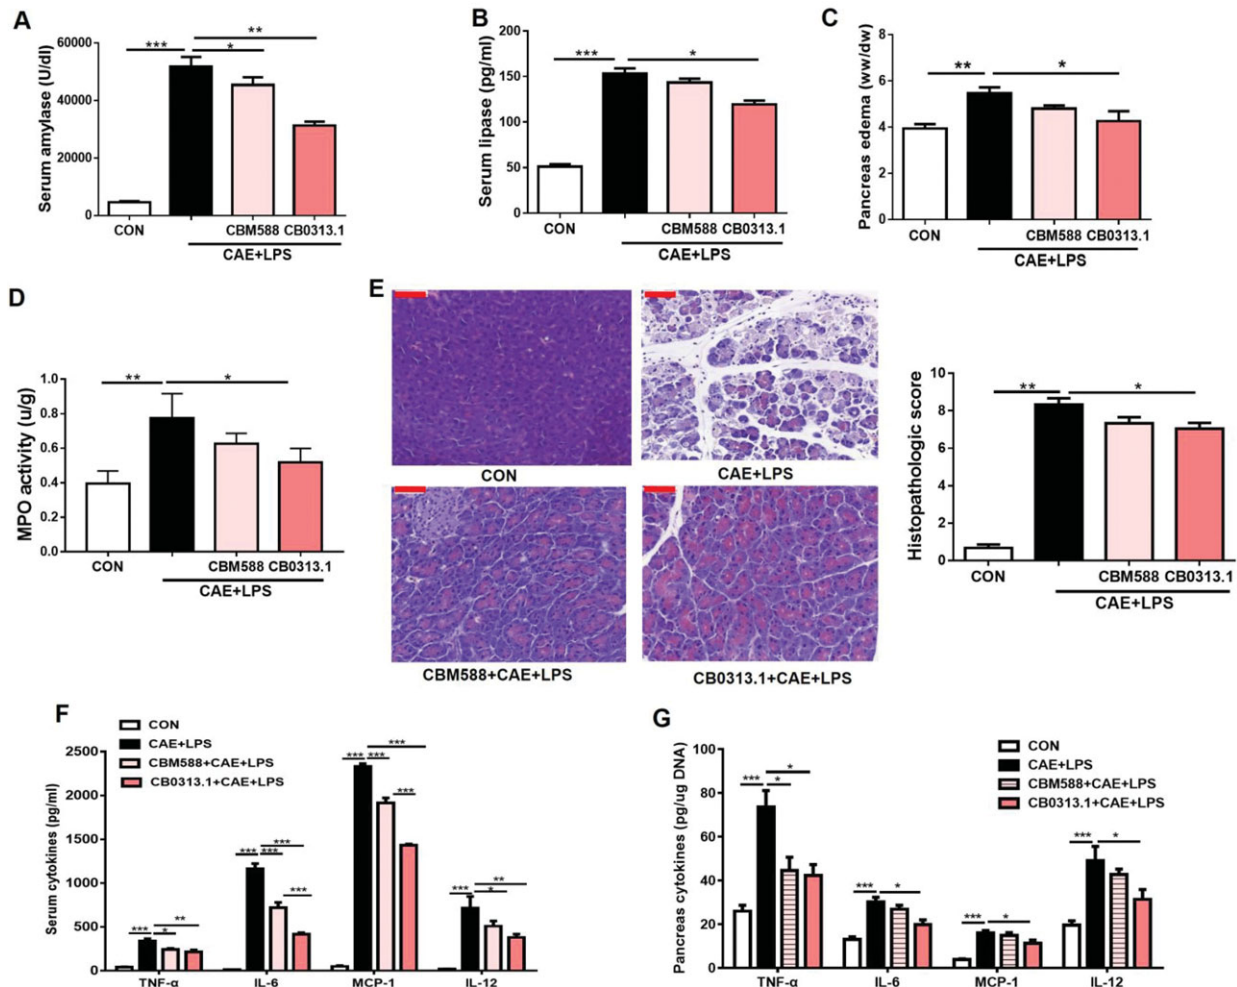 A
Serum amylase (U/dl)
60000
40000
20000
0
***
*
**
CON
CBM588 CB0313.1
CAE+LPS
B
Serum lipase (pg/ml)
200
150
100
50
0
***
*
CON
CBM588 CB0313.1
CAE+LPS
C
Pancreas edema (ww/dw)
8
6
4
2
0
**
*
CON
CBM588 CB0313.1
CAE+LPS
D
MPO activity (u/g)
1.0
0.8
0.6
0.4
0.2
0.0
**
*
CON
CBM588 CB0313.1
CAE+LPS
E
CON
CAE+LPS
CBM588+CAE+LPS
CB0313.1+CAE+LPS
Histopathologic score
10
8
6
4
2
0
**
*
CON
CBM588 CB0313.1
CAE+LPS
F
CON
CAE+LPS
CBM588+CAE+LPS
CB0313.1+CAE+LPS
Serum cytokines (pg/ml)
2500
2000
1500
1000
500
0
*** * **
*** *** *** ***
*** *** *** ***
*** * **
TNF-α IL-6 MCP-1 IL-12
G
CON
CAE+LPS
CBM588+CAE+LPS
CB0313.1+CAE+LPS
Pancreas cytokines (pg/ug DNA)
100
80
60
40
20
0
*** * *
*** *
*** *
*** *
TNF-α IL-6 MCP-1 IL-12